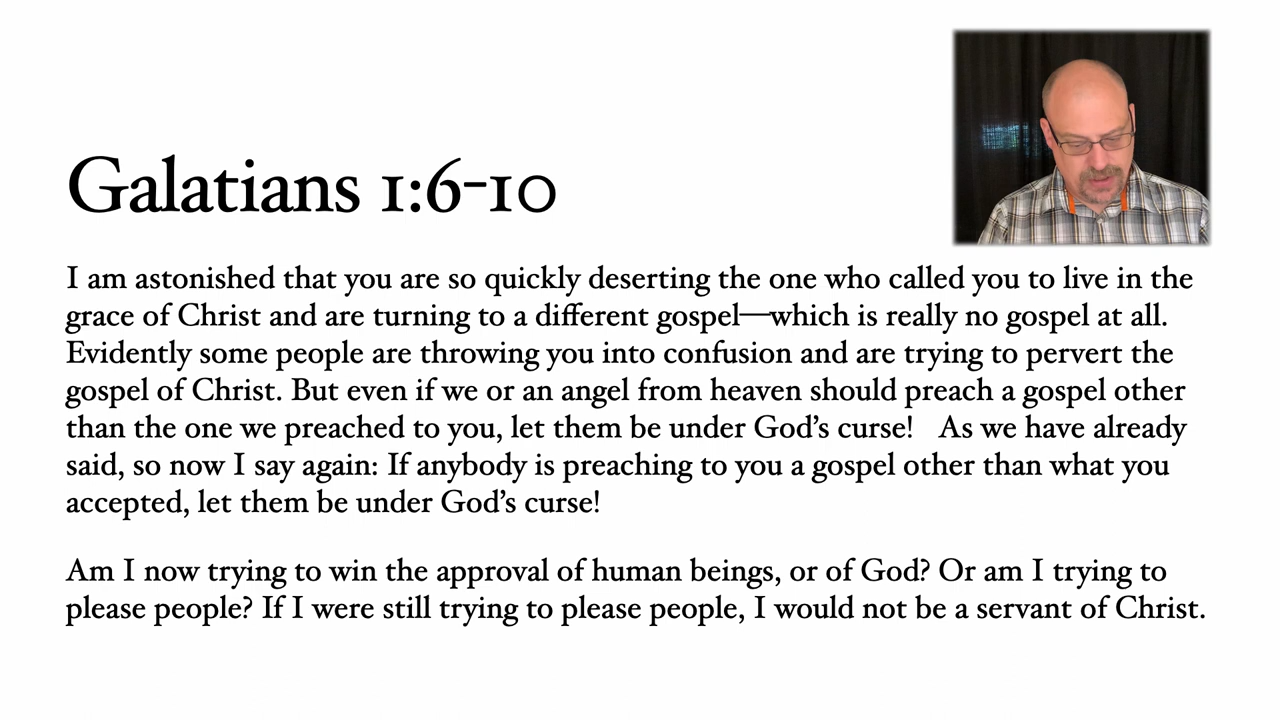 Galatians 1:6-10
I am astonished that you are so quickly deserting the one who called you to live in the
grace of Christ and are turning to a different gospel—which is really no gospel at all.
Evidently some people are throwing you into confusion and are trying to pervert the
gospel of Christ. But even if we or an angel from heaven should preach a gospel other
than the one we preached to you, let them be under God’s curse!   As we have already
said, so now I say again: If anybody is preaching to you a gospel other than what you
accepted, let them be under God’s curse!
Am I now trying to win the approval of human beings, or of God? Or am I trying to
please people? If I were still trying to please people, I would not be a servant of Christ.